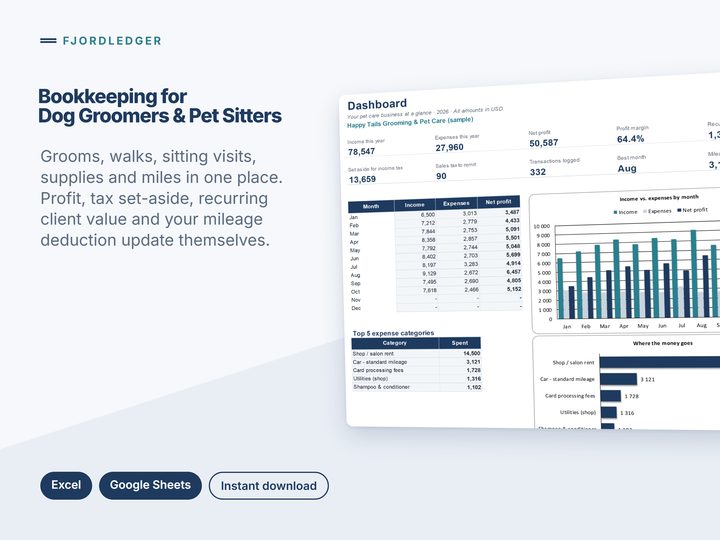 FJORDLEDGER
Bookkeeping for
Dog Groomers & Pet Sitters
Grooms, walks, sitting visits,
supplies and miles in one place.
Profit, tax set-aside, recurring
client value and your mileage
deduction update themselves.
Excel
Google Sheets
Instant download
Dashboard
Your pet care business at a glance · 2026 · All amounts in USD.
Happy Tails Grooming & Pet Care (sample)
Income this year
78,547
Expenses this year
27,960
Net profit
50,587
Profit margin
64.4%
Set aside for income tax
13,659
Sales tax to remit
90
Transactions logged
332
Best month
Aug
Month Income Expenses Net profit
Jan 6,500 3,013 3,487
Feb 7,212 2,779 4,433
Mar 7,844 2,753 5,091
Apr 8,358 2,857 5,501
May 7,792 2,744 5,048
Jun 8,402 2,703 5,699
Jul 8,197 3,283 4,914
Aug 9,129 2,672 6,457
Sep 7,495 2,690 4,805
Oct 7,618 2,466 5,152
Nov - - -
Dec - - -
Top 5 expense categories
Category Spent
Shop / salon rent 14,500
Car - standard mileage 3,121
Card processing fees 1,728
Utilities (shop) 1,316
Shampoo & conditioner 1,102
Income vs. expenses by month
Income Expenses Net profit
10 000
9 000
8 000
7 000
6 000
5 000
4 000
3 000
2 000
1 000
0
Jan Feb Mar Apr May Jun Jul Aug
Where the money goes
Shop / salon rent
Car - standard mileage 3 121
Card processing fees 1 728
Utilities (shop) 1 316